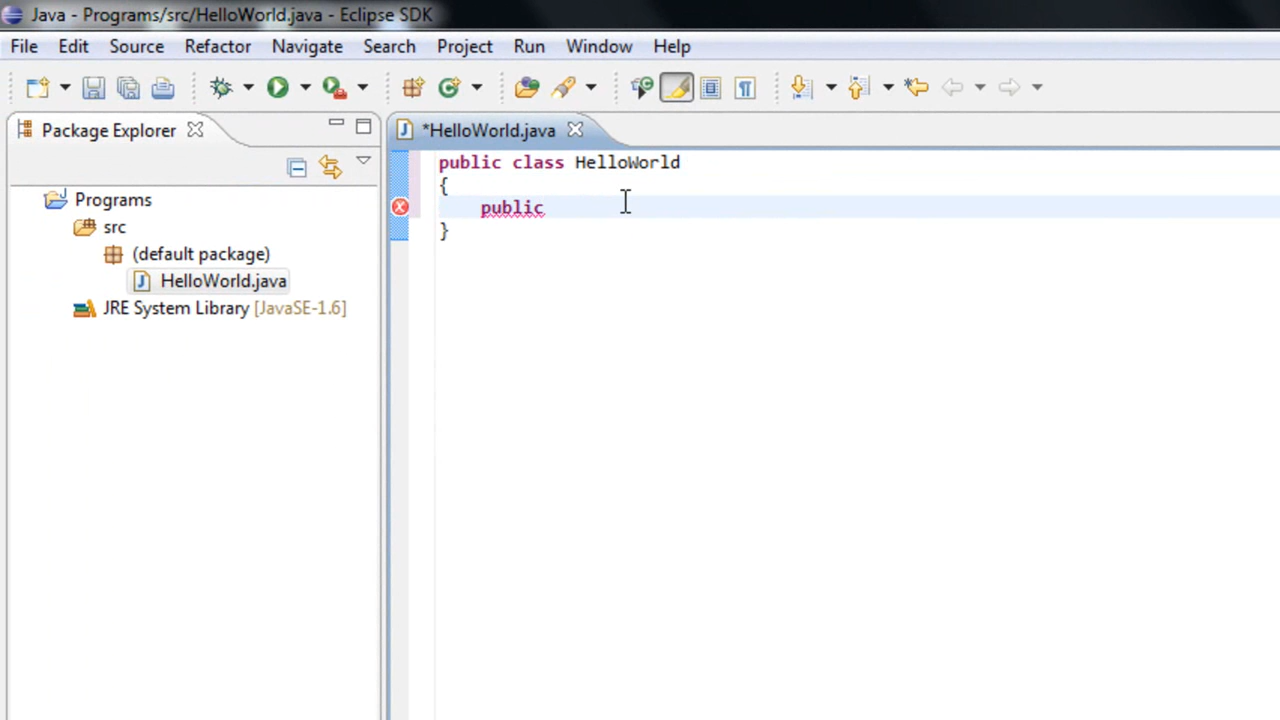 Java - Programs/src/HelloWorld.java - Eclipse SDK
File Edit Source Refactor Navigate Search Project Run Window Help
Package Explorer
Programs
src
(default package)
HelloWorld.java
JRE System Library [JavaSE-1.6]
*HelloWorld.java
public class HelloWorld
{
public
}